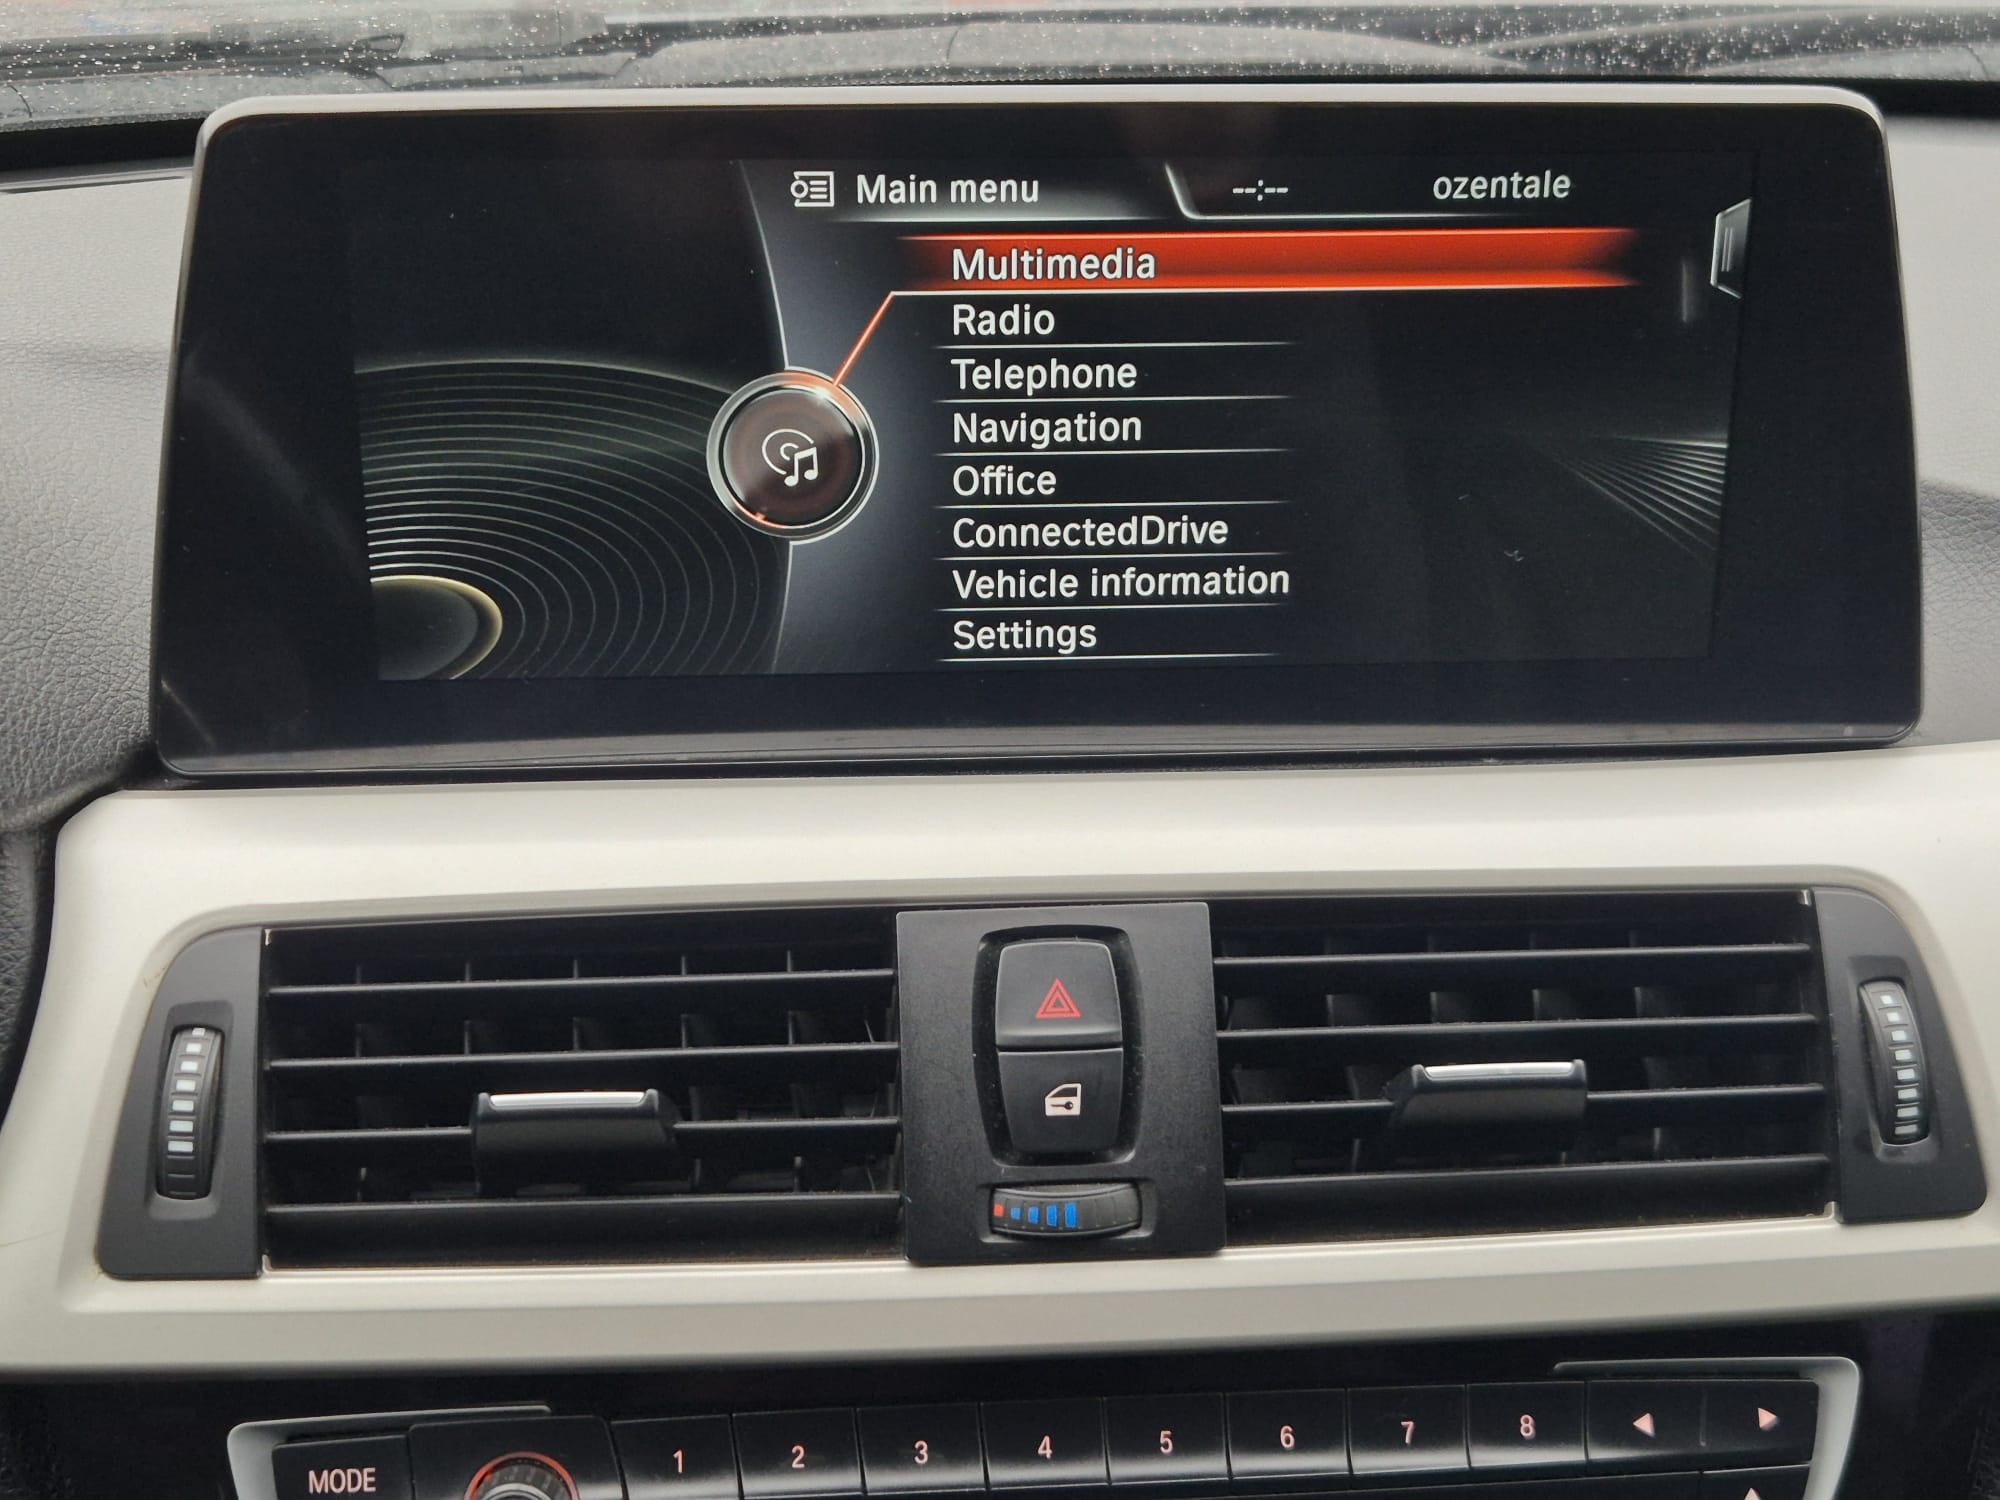 Main menu --:-- ozentale
Multimedia
Radio
Telephone
Navigation
Office
ConnectedDrive
Vehicle information
Settings
MODE 1 2 3 4 5 6 7 8